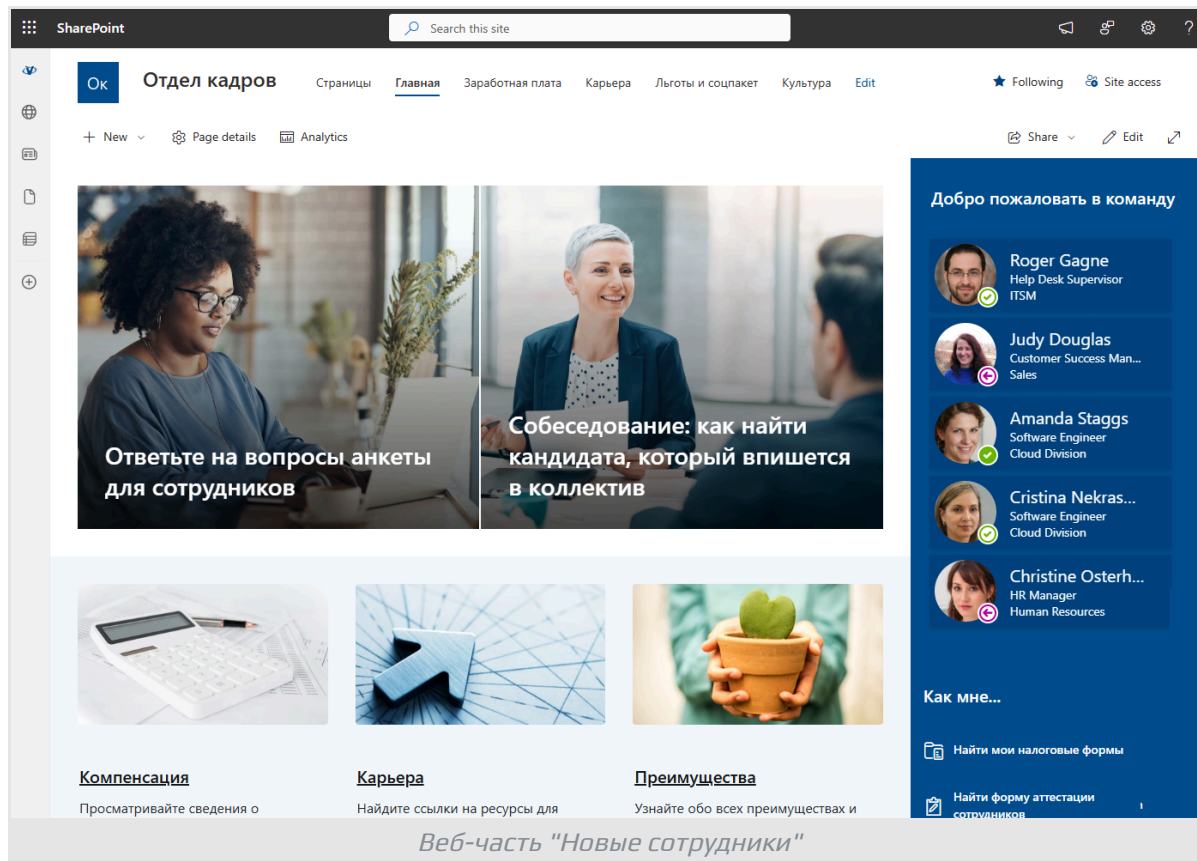 SharePoint
Search this site
?
Ок
Отдел кадров
Страницы
Главная
Заработная плата
Карьера
Льготы и соцпакет
Культура
Edit
Following
Site access
New
Page details
Analytics
Share
Edit
Ответьте на вопросы анкеты
для сотрудников
Собеседование: как найти
кандидата, который впишется
в коллектив
Добро пожаловать в команду
Roger Gagne
Help Desk Supervisor
ITSM
Judy Douglas
Customer Success Man...
Sales
Amanda Staggs
Software Engineer
Cloud Division
Cristina Nekras...
Software Engineer
Cloud Division
Christine Osterh...
HR Manager
Human Resources
Компенсация
Просматривайте сведения о
Карьера
Найдите ссылки на ресурсы для
Преимущества
Узнайте обо всех преимуществах и
Как мне...
Найти мои налоговые формы
Найти форму аттестации
сотрудников
Веб-часть "Новые сотрудники"